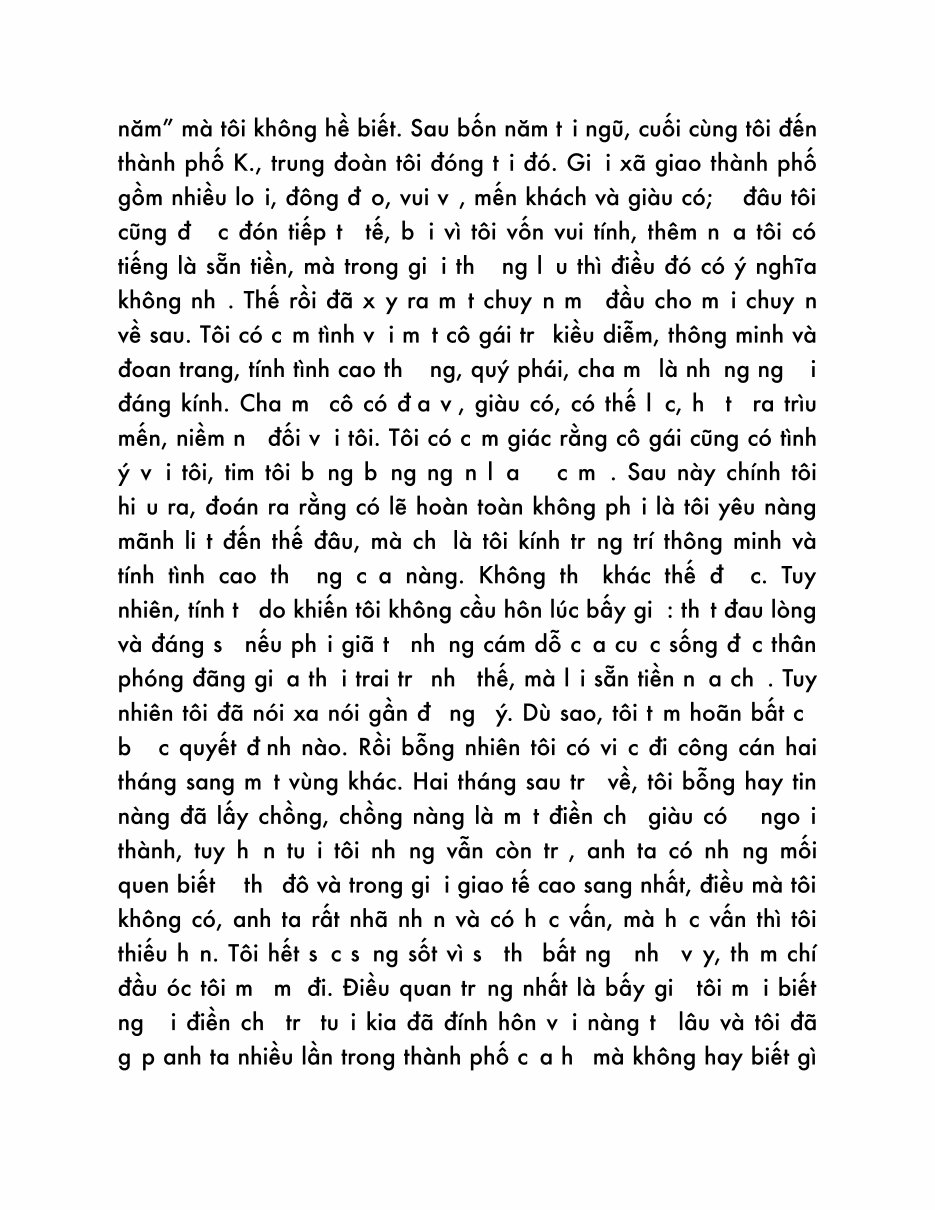 năm” mà tôi không hề biết. Sau bốn năm t i ngũ, cuối cùng tôi đến
thành phố K., trung đoàn tôi đóng t i đó. Gi i xã giao thành phố
gồm nhiều lo i, đông đ o, vui v , mến khách và giàu có;   đâu tôi
cũng đ  c đón tiếp t  tế, b i vì tôi vốn vui tính, thêm n a tôi có
tiếng là sẵn tiền, mà trong gi i th  ng l u thì điều đó có ý nghĩa
không nh . Thế rồi đã x y ra m t chuy n m  đầu cho m i chuy n
về sau. Tôi có c m tình v i m t cô gái tr  kiều diễm, thông minh và
đoan trang, tính tình cao th  ng, quý phái, cha m  là nh ng ng  i
đáng kính. Cha m  cô có đ a v , giàu có, có thế l c, h  t  ra trìu
mến, niềm n  đối v i tôi. Tôi có c m giác rằng cô gái cũng có tình
ý v i tôi, tim tôi b ng b ng ng n l a   c m . Sau này chính tôi
hi u ra, đoán ra rằng có lẽ hoàn toàn không ph i là tôi yêu nàng
mãnh li t đến thế đâu, mà ch  là tôi kính tr ng trí thông minh và
tính tình cao th  ng c a nàng. Không th  khác thế đ  c. Tuy
nhiên, tính t  do khiến tôi không cầu hôn lúc bấy gi : th t đau lòng
và đáng s  nếu ph i giã t  nh ng cám dỗ c a cu c sống đ c thân
phóng đãng gi a th i trai tr  nh  thế, mà l i sẵn tiền n a ch . Tuy
nhiên tôi đã nói xa nói gần đ  ng  ý. Dù sao, tôi t m hoãn bất c
b  c quyết đ nh nào. Rồi bỗng nhiên tôi có vi c đi công cán hai
tháng sang m t vùng khác. Hai tháng sau tr  về, tôi bỗng hay tin
nàng đã lấy chồng, chồng nàng là m t điền ch  giàu có   ngo i
thành, tuy h n tu i tôi nh ng vẫn còn tr , anh ta có nh ng mối
quen biết   th  đô và trong gi i giao tế cao sang nhất, điều mà tôi
không có, anh ta rất nhã nh n và có h c vấn, mà h c vấn thì tôi
thiếu h n. Tôi hết s c s ng sốt vì s  th  bất ng  nh  v y, th m chí
đầu óc tôi m  m  đi. Điều quan tr ng nhất là bấy gi  tôi m i biết
ng  i điền ch  tr  tu i kia đã đính hôn v i nàng t  lâu và tôi đã
g p anh ta nhiều lần trong thành phố c a h  mà không hay biết gì